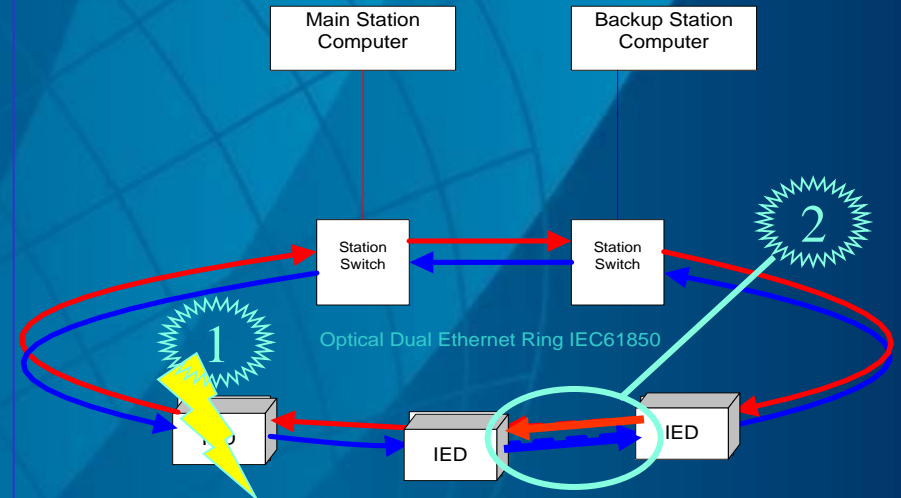 Main Station
Computer
Backup Station
Computer
2
Station
Switch
Station
Switch
1
Optical Dual Ethernet Ring IEC61850
IED
IED